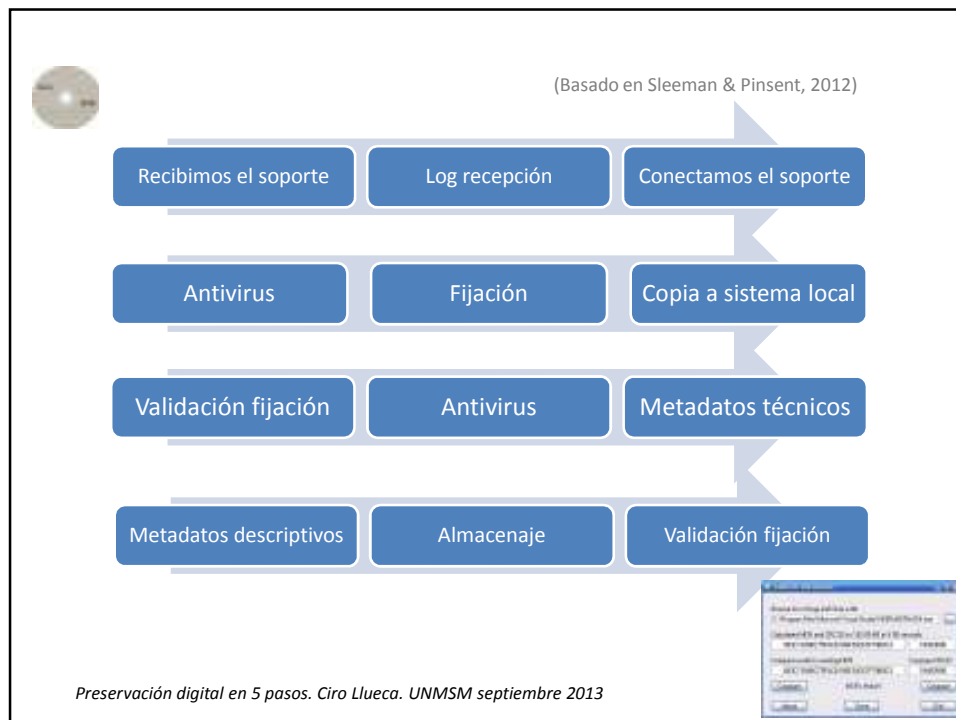 (Basado en Sleeman & Pinsent, 2012)
Recibimos el soporte
Log recepción
Conectamos el soporte
Antivirus
Fijación
Copia a sistema local
Validación fijación
Antivirus
Metadatos técnicos
Metadatos descriptivos
Almacenaje
Validación fijación
Preservación digital en 5 pasos. Ciro Llueca. UNMSM septiembre 2013